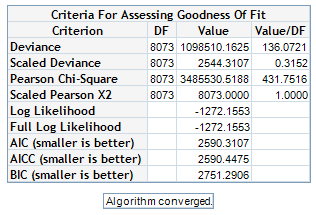 Criteria For Assessing Goodness Of Fit
Criterion DF Value Value/DF
Deviance 8073 1098510.1625 136.0721
Scaled Deviance 8073 2544.3107 0.3152
Pearson Chi-Square 8073 3485530.5188 431.7516
Scaled Pearson X2 8073 8073.0000 1.0000
Log Likelihood -1272.1553
Full Log Likelihood -1272.1553
AIC (smaller is better) 2590.3107
AICC (smaller is better) 2590.4475
BIC (smaller is better) 2751.2906
Algorithm converged.